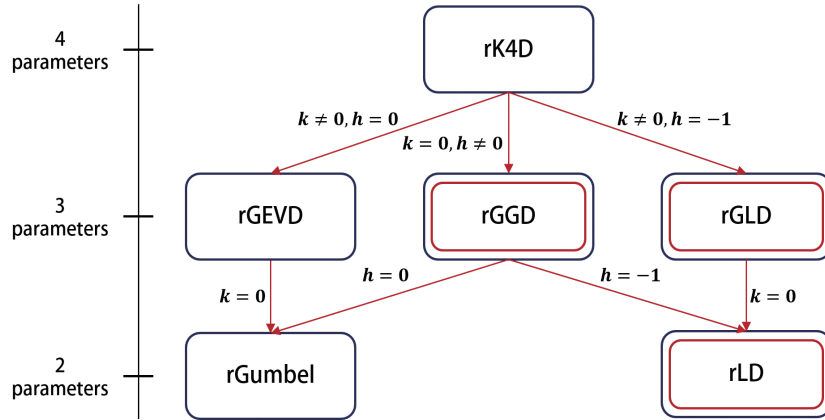 4
parameters
rK4D
k ≠ 0, h = 0
k = 0, h ≠ 0
k ≠ 0, h = −1
3
parameters
rGEVD
rGGD
rGLD
k = 0
h = 0
h = −1
k = 0
2
parameters
rGumbel
rLD